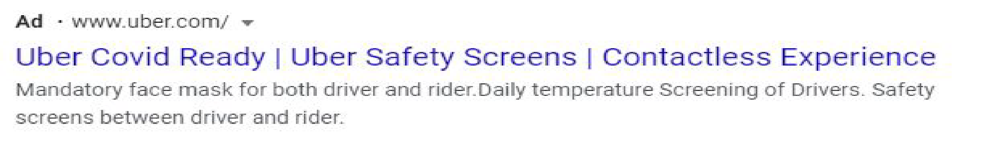 Ad · www.uber.com/
Uber Covid Ready | Uber Safety Screens | Contactless Experience
Mandatory face mask for both driver and rider.Daily temperature Screening of Drivers. Safety
screens between driver and rider.